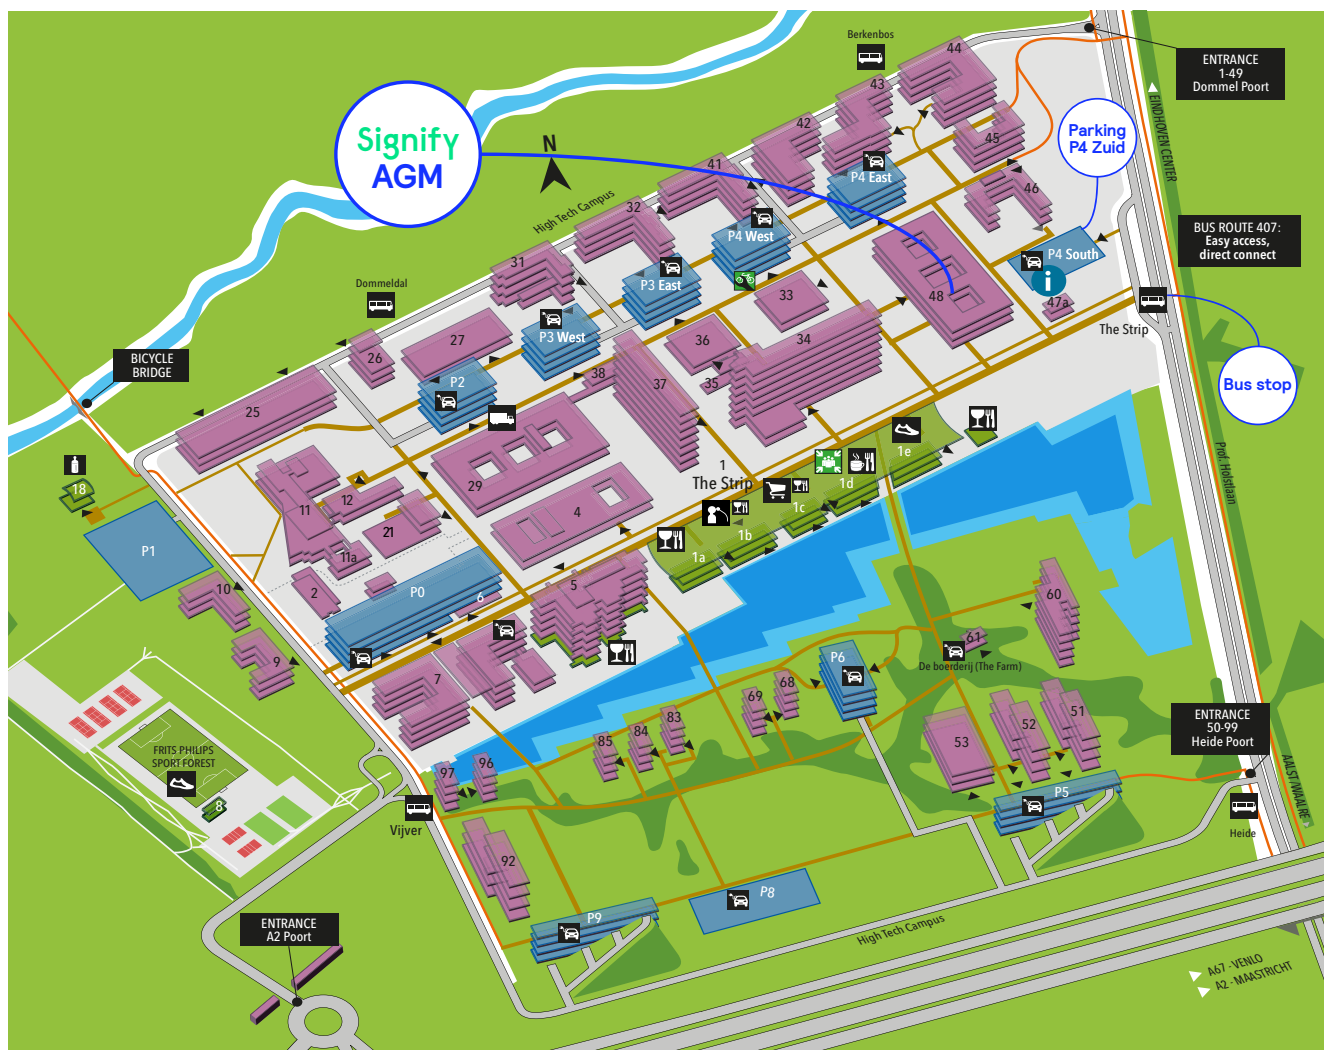 Berkenbos
44
ENTRANCE
1-49
Dommel Poort
43
EINDHOVEN CENTER
42
Parking
P4 Zuid
Signify
AGM
N
45
41
P4 East
46
High Tech Campus
32
P4 West
BUS ROUTE 407:
Easy access,
direct connect
31
P4 South
i
P3 East
Dommeldal
33
48
47a
The Strip
27
P3 West
36
34
26
BICYCLE
BRIDGE
P2
38
37
35
Bus stop
25
1
The Strip
1e
Prof. Holstlaan
18
29
1d
12
4
1c
11
21
1b
P1
11a
1a
10
2
P0
6
5
60
9
61
De boerderij (The Farm)
P6
7
69
68
83
84
85
51
52
53
ENTRANCE
50-99
Heide Poort
FRITS PHILIPS
SPORT FOREST
97
96
8
P5
AALST/WAALRE
Vijver
Heide
92
P8
P9
ENTRANCE
A2 Poort
High Tech Campus
A67 - VENLO
A2 - MAASTRICHT